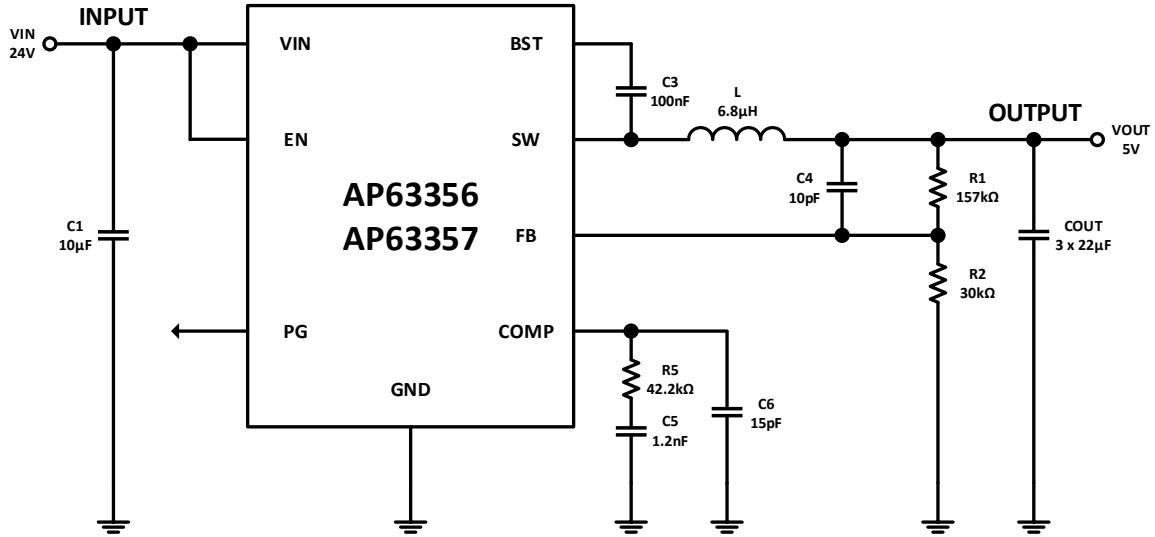 INPUT
VIN
24V
VIN
BST
C3
100nF
L
6.8µH
OUTPUT
EN
SW
VOUT
5V
AP63356
AP63357
C4
10pF
R1
157kΩ
C1
10µF
FB
COUT
3 x 22µF
R2
30kΩ
PG
COMP
R5
42.2kΩ
GND
C6
15pF
C5
1.2nF